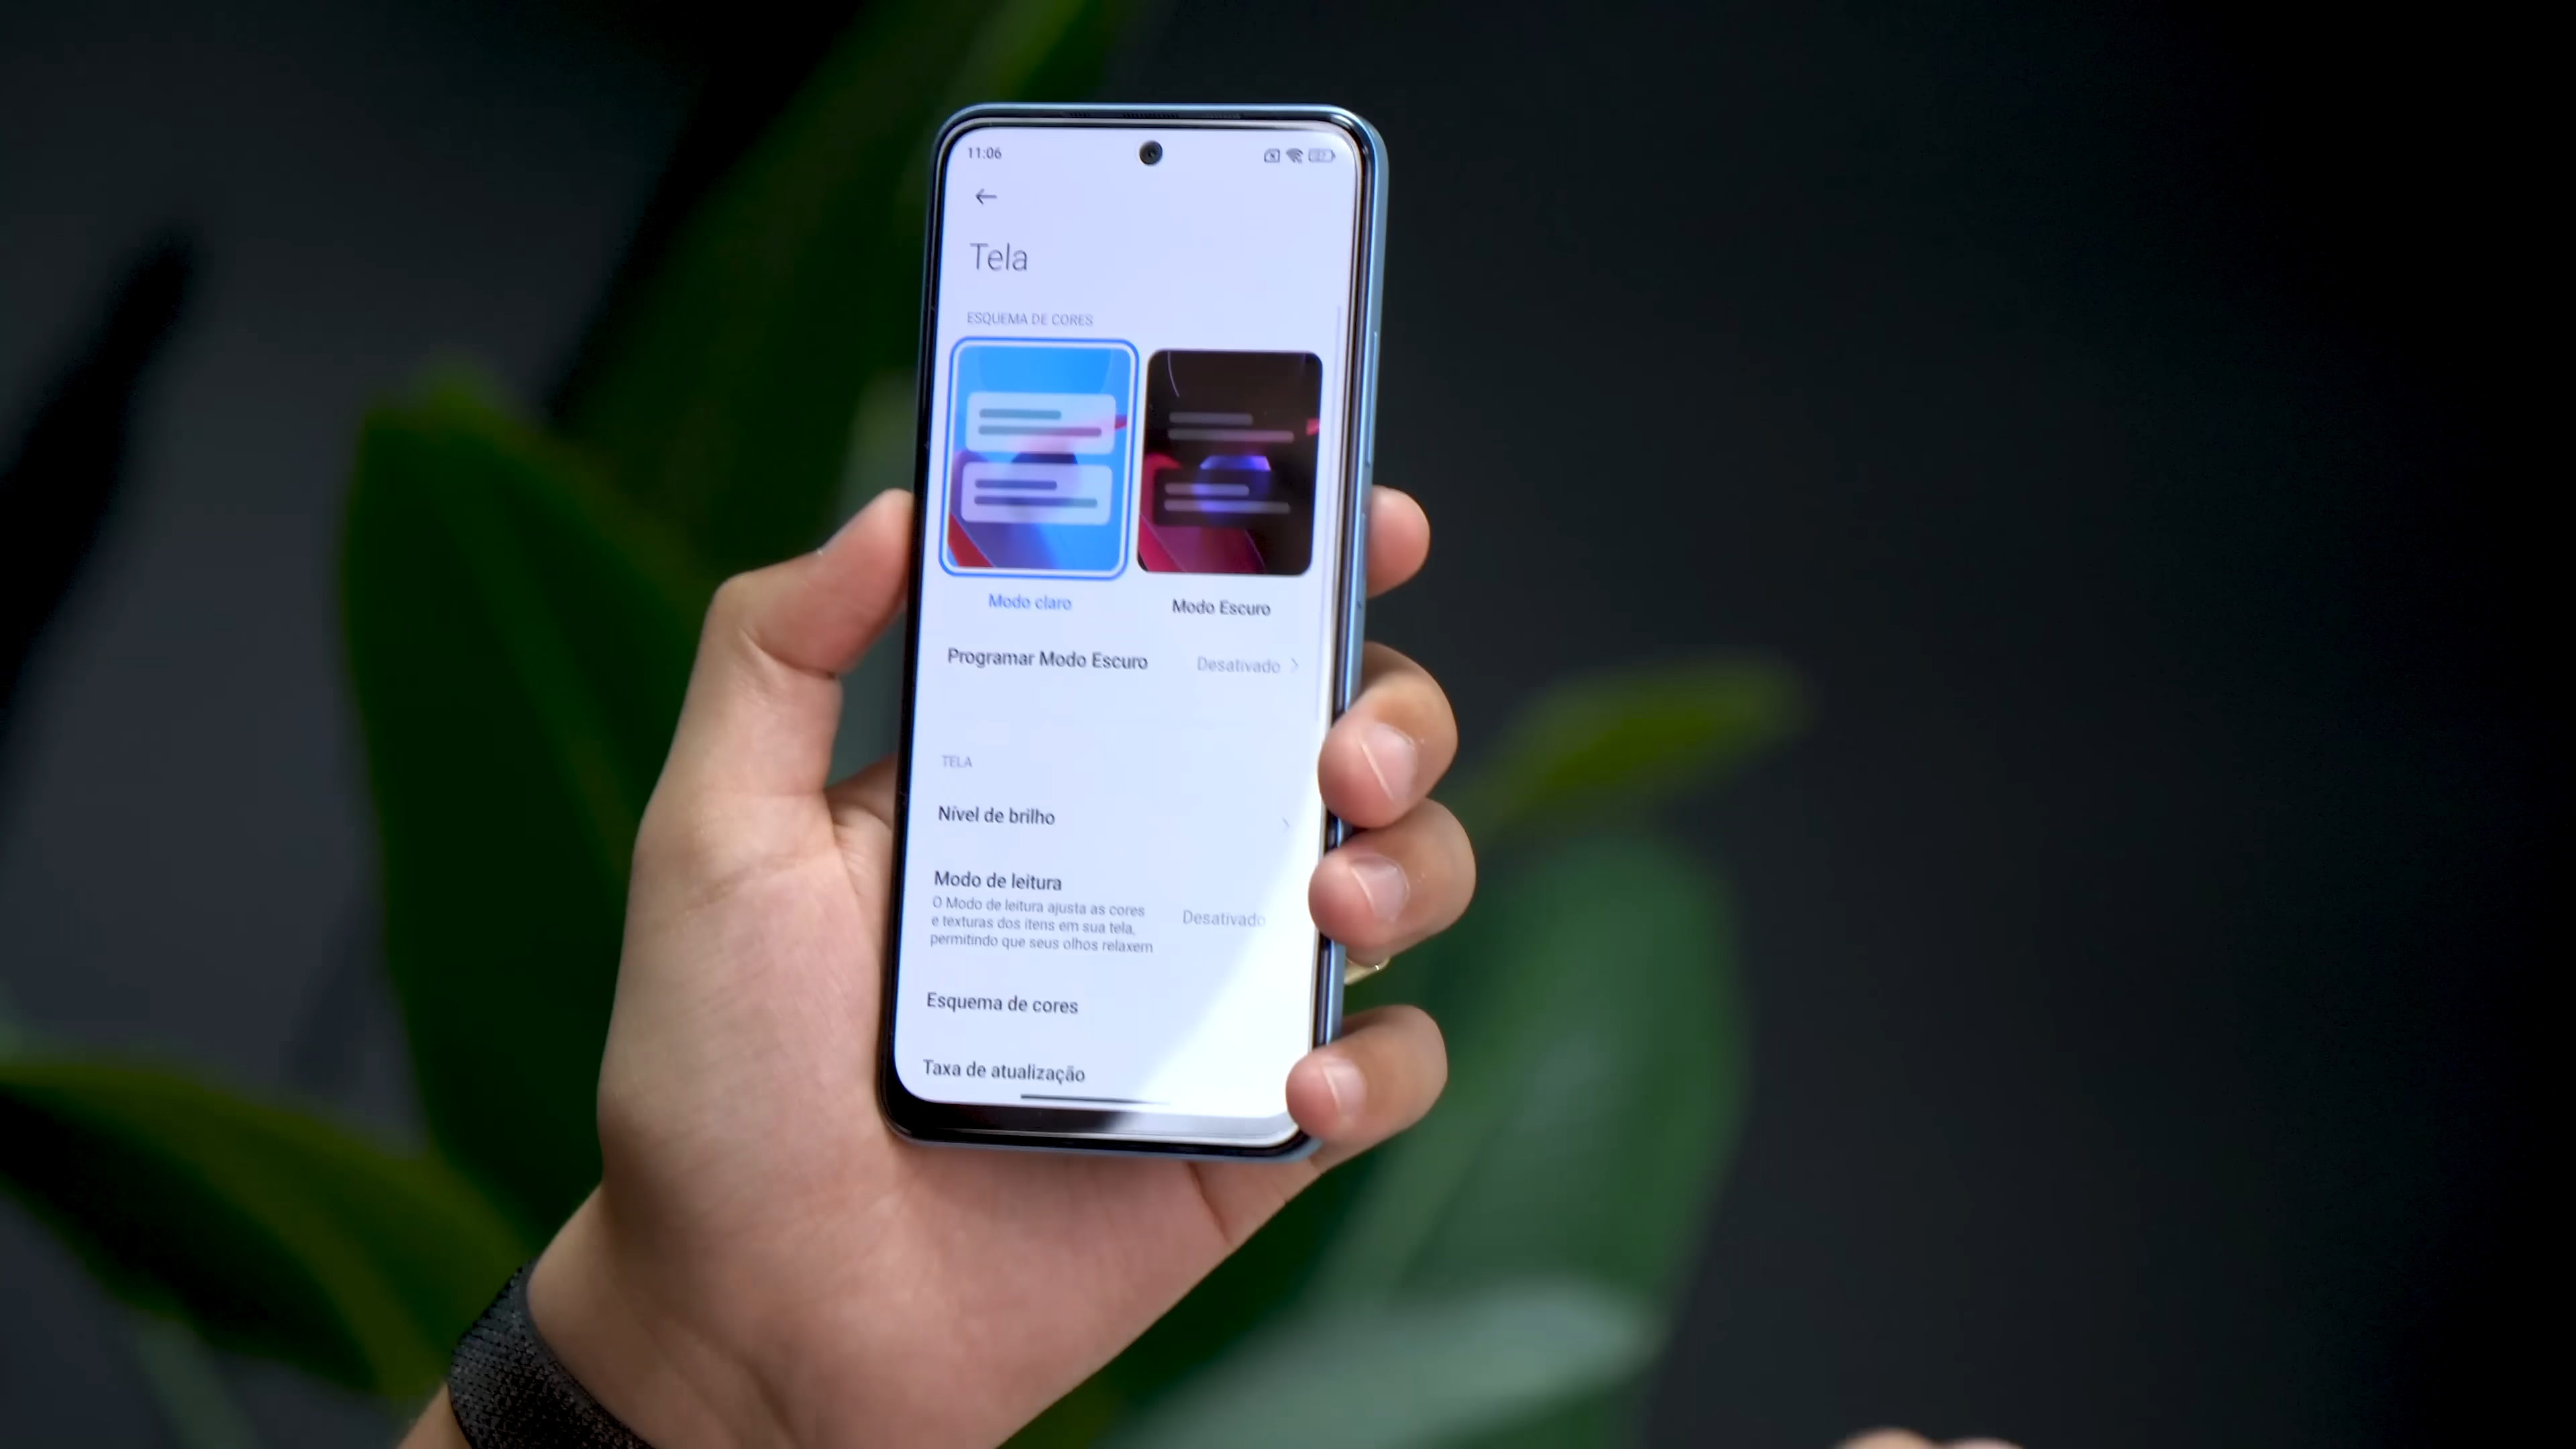 11:06
Tela
ESQUEMA DE CORES
Modo claro
Modo Escuro
Programar Modo Escuro
Desativado
TELA
Nível de brilho
Modo de leitura
O Modo de leitura ajusta as cores
e texturas dos itens em sua tela,
permitindo que seus olhos relaxem
Desativado
Esquema de cores
Taxa de atualização